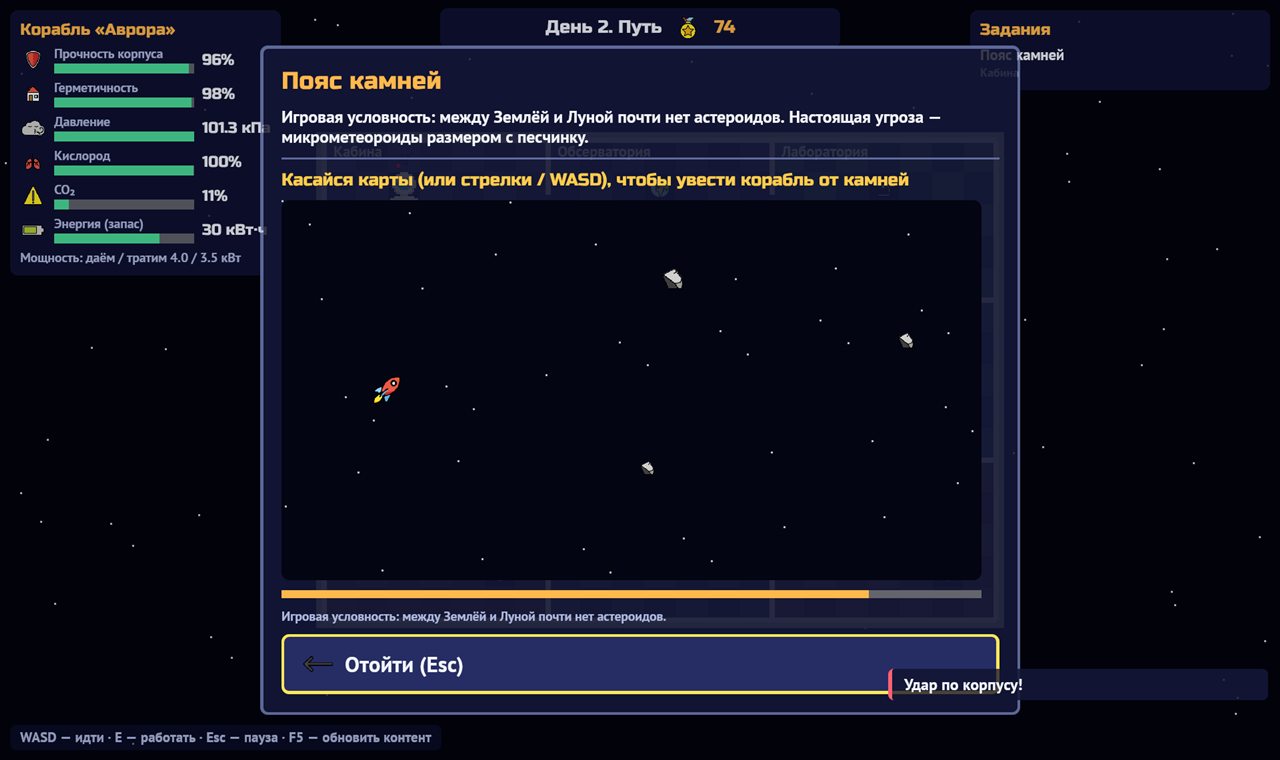 Корабль «Аврора»
Прочность корпуса
96%
Герметичность
98%
Давление
101.3 кПа
Кислород
100%
CO₂
11%
Энергия (запас)
30 кВт·ч
Мощность: даём / тратим 4.0 / 3.5 кВт
День 2. Путь
74
Задания
Пояс камней
Кабина
Пояс камней
Игровая условность: между Землёй и Луной почти нет астероидов. Настоящая угроза —
микрометеороиды размером с песчинку.
Кабина
Обсерватория
Лаборатория
Касайся карты (или стрелки / WASD), чтобы увести корабль от камней
Игровая условность: между Землёй и Луной почти нет астероидов.
Отойти (Esc)
Удар по корпусу!
WASD — идти · E — работать · Esc — пауза · F5 — обновить контент